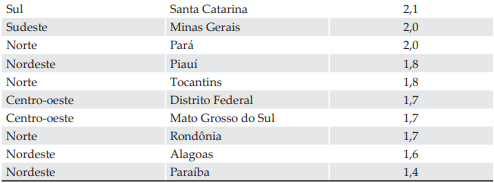 Sul Santa Catarina 2,1
Sudeste Minas Gerais 2,0
Norte Pará 2,0
Nordeste Piauí 1,8
Norte Tocantins 1,8
Centro-oeste Distrito Federal 1,7
Centro-oeste Mato Grosso do Sul 1,7
Norte Rondônia 1,7
Nordeste Alagoas 1,6
Nordeste Paraíba 1,4